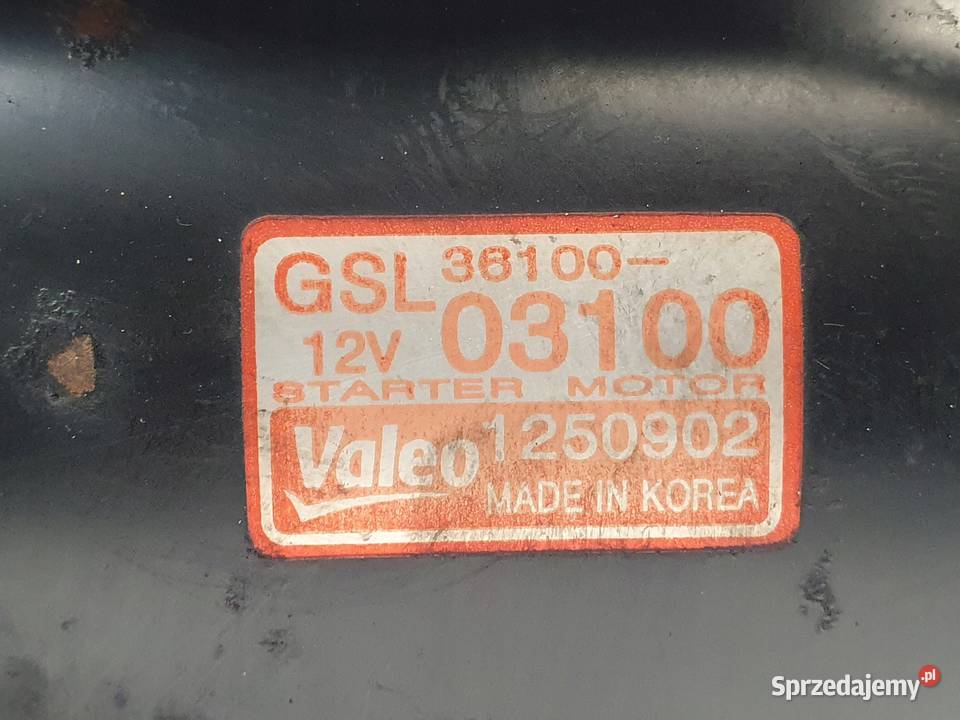 GSL 36100-
12V 03100
STARTER MOTOR
Valeo 1250902
MADE IN KOREA
Sprzedajemy.pl